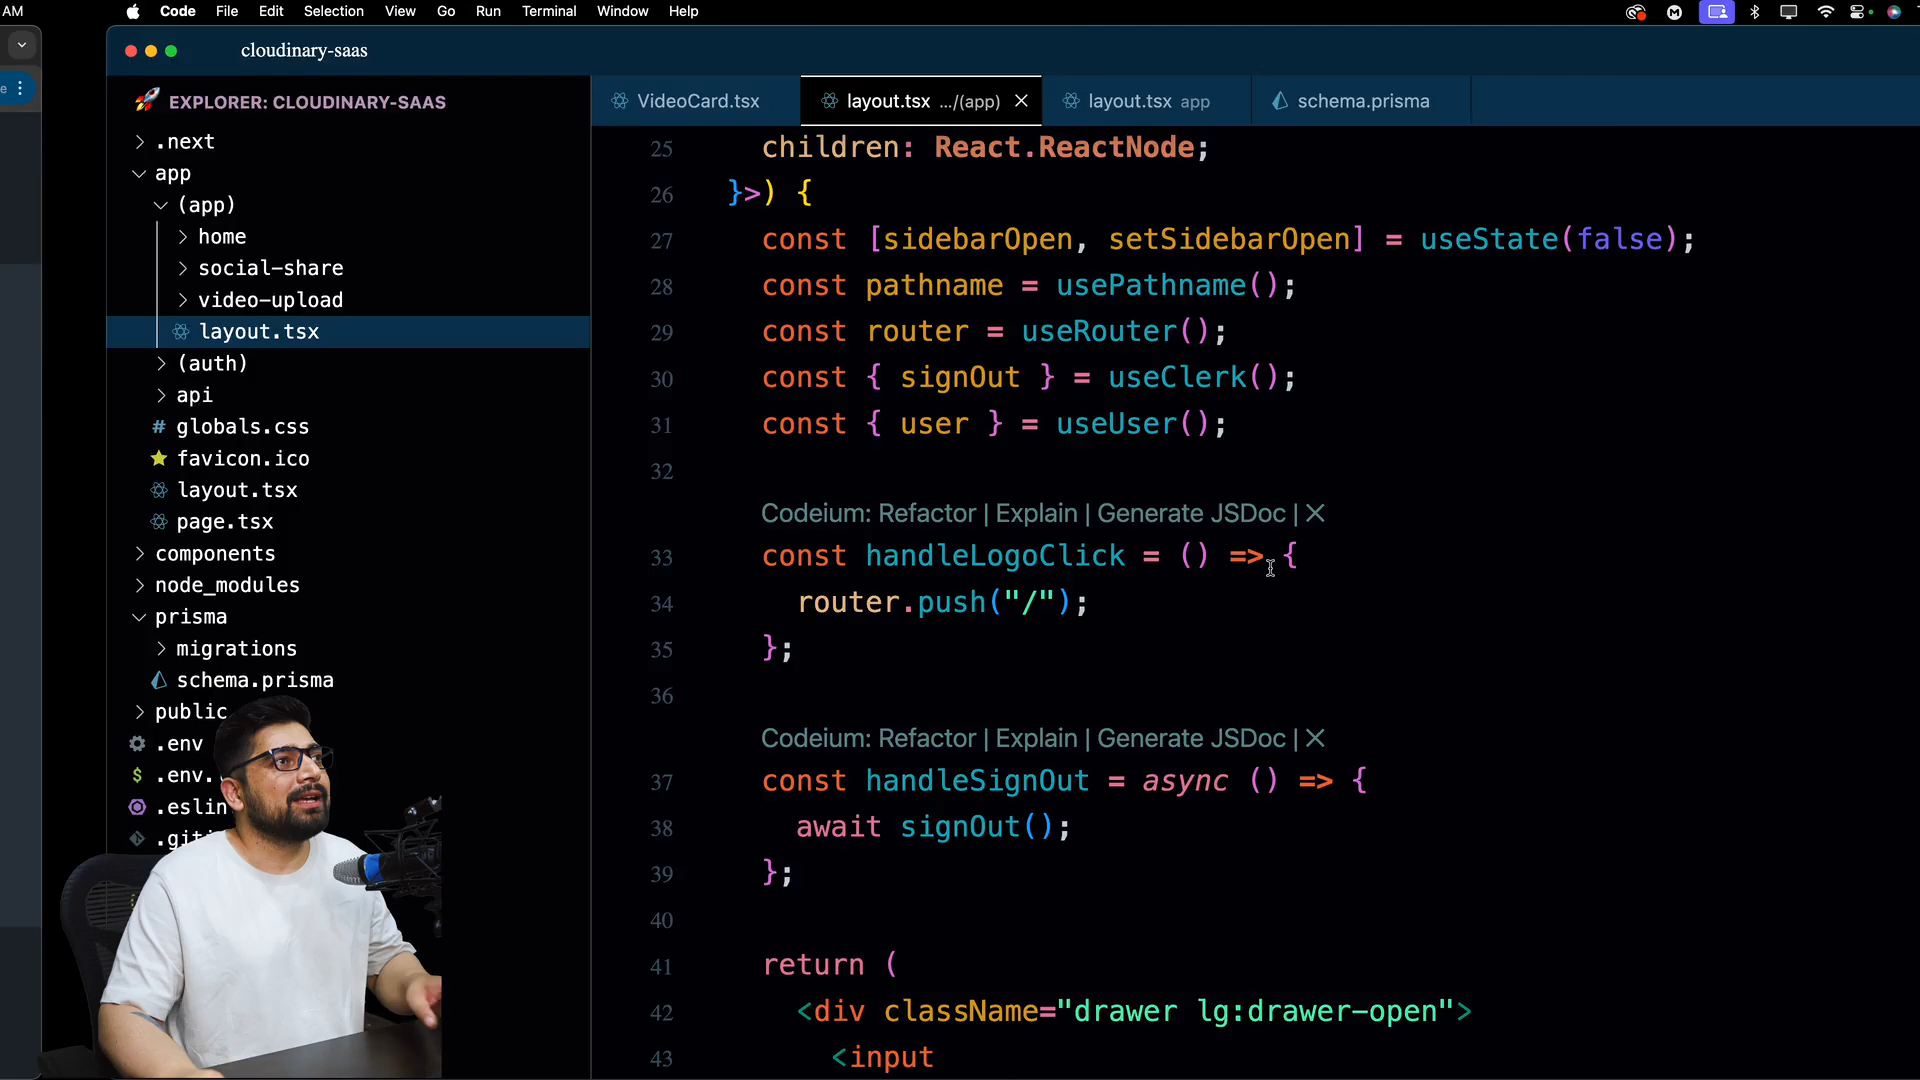 AM
Code File Edit Selection View Go Run Terminal Window Help
cloudinary-saas
e
EXPLORER: CLOUDINARY-SAAS
.next
app
(app)
home
social-share
video-upload
layout.tsx
(auth)
api
globals.css
favicon.ico
layout.tsx
page.tsx
components
node_modules
prisma
migrations
schema.prisma
public
.env
.env.
.eslin
.giti
VideoCard.tsx layout.tsx .../(app) layout.tsx app schema.prisma
25 children: React.ReactNode;
26 }>) {
27 const [sidebarOpen, setSidebarOpen] = useState(false);
28 const pathname = usePathname();
29 const router = useRouter();
30 const { signOut } = useClerk();
31 const { user } = useUser();
32
Codeium: Refactor | Explain | Generate JSDoc | ✕
33 const handleLogoClick = () => {
34 router.push("/");
35 };
36
Codeium: Refactor | Explain | Generate JSDoc | ✕
37 const handleSignOut = async () => {
38 await signOut();
39 };
40
41 return (
42 <div className="drawer lg:drawer-open">
43 <input